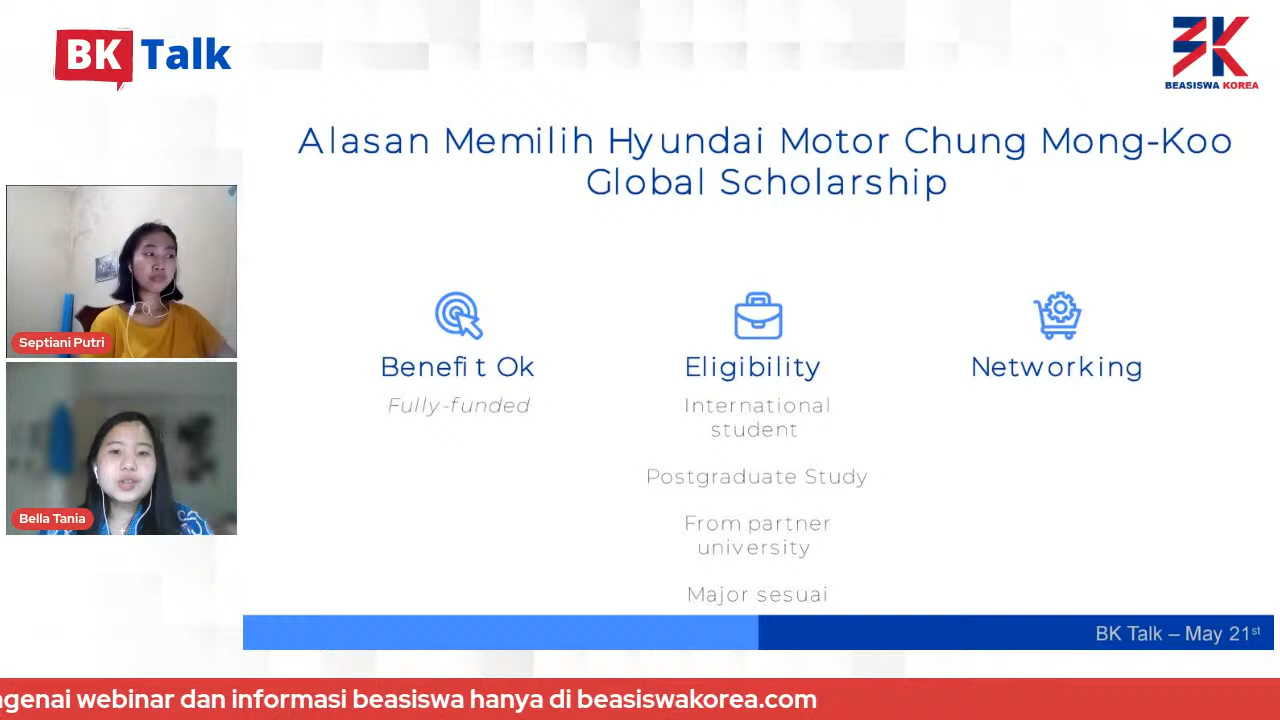 BK Talk
BEASISWA KOREA
Alasan Memilih Hyundai Motor Chung Mong-Koo
Global Scholarship
Septiani Putri
Bella Tania
Benefit Ok
Fully-funded
Eligibility
International
student
Postgraduate Study
From partner
university
Major sesuai
Networking
BK Talk – May 21st
webinar dan informasi beasiswa hanya di beasiswakorea.com